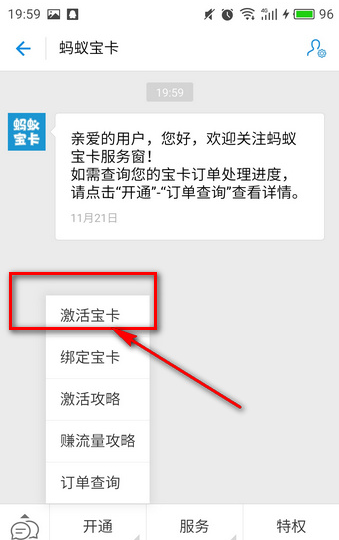 19:59
4G
96
蚂蚁宝卡
19:59
蚂蚁
宝卡
亲爱的用户，您好，欢迎关注蚂蚁
宝卡服务窗！
如需查询您的宝卡订单处理进度，
请点击“开通”-“订单查询”查看详情。
11月21日
激活宝卡
绑定宝卡
激活攻略
赚流量攻略
订单查询
开通
服务
特权